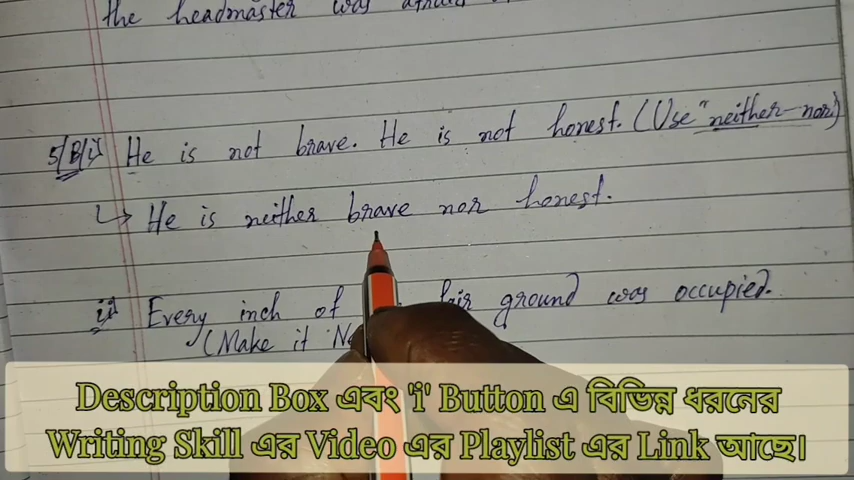 the headmaster was afraid
5/B/i) He is not brave. He is not honest. (Use "neither-nor)
↳ He is neither brave nor honest.
ii) Every inch of fair ground was occupied.
(Make it
Description Box এবং 'i' Button এ বিভিন্ন ধরনের
Writing Skill এর Video এর Playlist এর Link আছে।